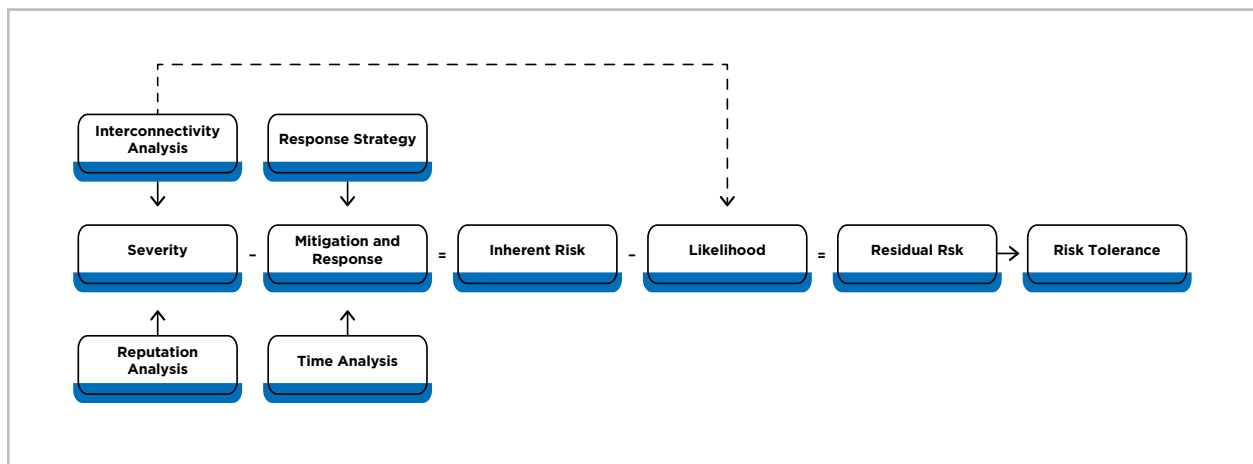 Interconnectivity
Analysis
Response Strategy
Severity
–
Mitigation and
Response
=
Inherent Risk
–
Likelihood
=
Residual Rsk
Risk Tolerance
Reputation
Analysis
Time Analysis